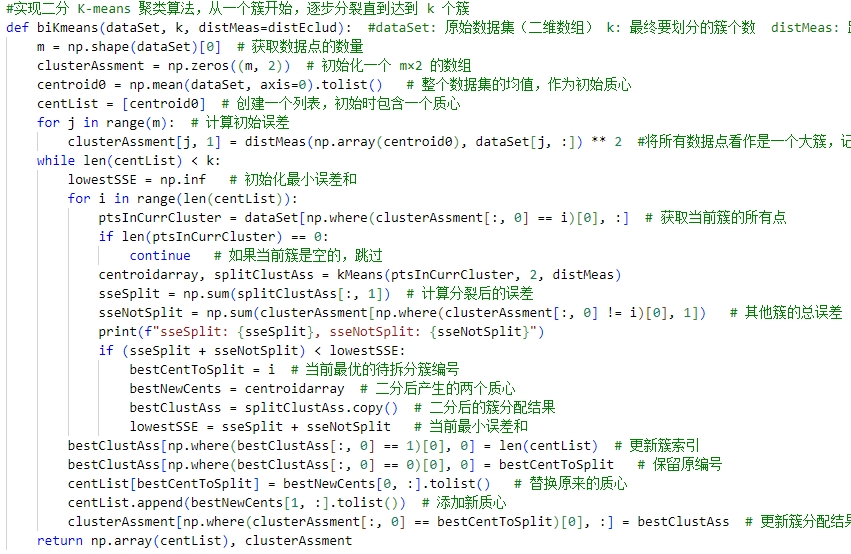 #实现二分 K-means 聚类算法，从一个簇开始，逐步分裂直到达到 k 个簇
def biKmeans(dataSet, k, distMeas=distEclud):  #dataSet: 原始数据集（二维数组） k: 最终要划分的簇个数  distMeas:
    m = np.shape(dataSet)[0]  # 获取数据点的数量
    clusterAssment = np.zeros((m, 2))  # 初始化一个 m×2 的数组
    centroid0 = np.mean(dataSet, axis=0).tolist()   # 整个数据集的均值，作为初始质心
    centList = [centroid0]  # 创建一个列表，初始时包含一个质心
    for j in range(m):  # 计算初始误差
        clusterAssment[j, 1] = distMeas(np.array(centroid0), dataSet[j, :]) ** 2  #将所有数据点看作是一个大簇，记
    while len(centList) < k:
        lowestSSE = np.inf   # 初始化最小误差和
        for i in range(len(centList)):
            ptsInCurrCluster = dataSet[np.where(clusterAssment[:, 0] == i)[0], :]  # 获取当前簇的所有点
            if len(ptsInCurrCluster) == 0:
                continue   # 如果当前簇是空的，跳过
            centroidarray, splitClustAss = kMeans(ptsInCurrCluster, 2, distMeas)
            sseSplit = np.sum(splitClustAss[:, 1])  # 计算分裂后的误差
            sseNotSplit = np.sum(clusterAssment[np.where(clusterAssment[:, 0] != i)[0], 1])   # 其他簇的总误差
            print(f"sseSplit: {sseSplit}, sseNotSplit: {sseNotSplit}")
            if (sseSplit + sseNotSplit) < lowestSSE:
                bestCentToSplit = i  # 当前最优的待拆分簇编号
                bestNewCents = centroidarray  # 二分后产生的两个质心
                bestClustAss = splitClustAss.copy()  # 二分后的簇分配结果
                lowestSSE = sseSplit + sseNotSplit   # 当前最小误差和
        bestClustAss[np.where(bestClustAss[:, 0] == 1)[0], 0] = len(centList)  # 更新簇索引
        bestClustAss[np.where(bestClustAss[:, 0] == 0)[0], 0] = bestCentToSplit   # 保留原编号
        centList[bestCentToSplit] = bestNewCents[0, :].tolist()   # 替换原来的质心
        centList.append(bestNewCents[1, :].tolist())  # 添加新质心
        clusterAssment[np.where(clusterAssment[:, 0] == bestCentToSplit)[0], :] = bestClustAss  # 更新簇分配结果
    return np.array(centList), clusterAssment